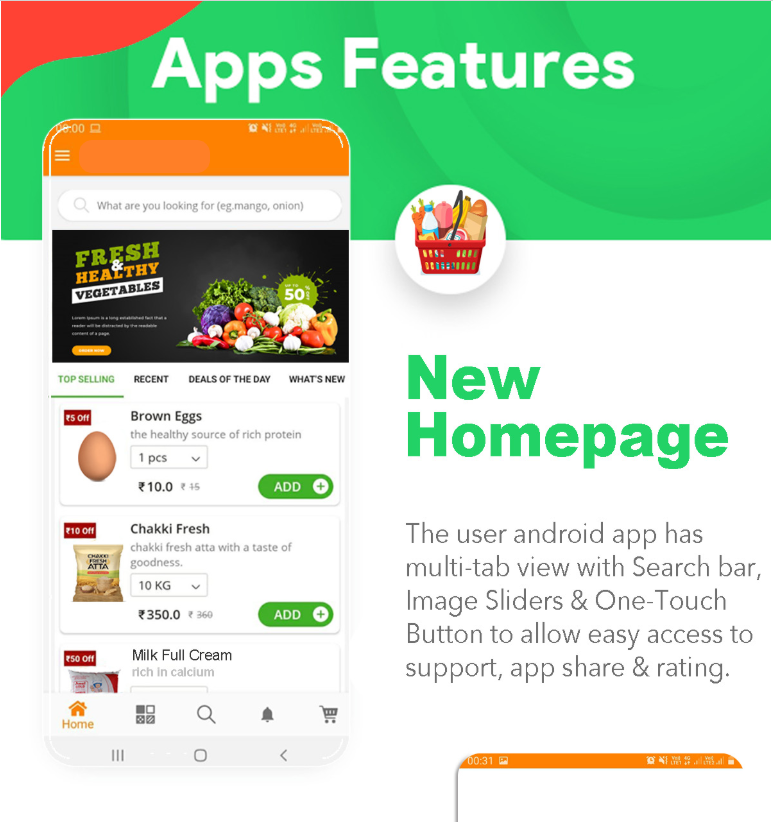 Apps Features
08:00
What are you looking for (eg.mango, onion)
FRESH
&
HEALTHY
VEGETABLES
UP TO
50%
Lorem Ipsum is a long established fact that a
reader will be distracted by the readable
content of a page.
ORDER NOW
TOP SELLING RECENT DEALS OF THE DAY WHAT'S NEW
₹5 Off
Brown Eggs
the healthy source of rich protein
1 pcs
₹10.0 ₹ 15
ADD
₹10 Off
Chakki Fresh
chakki fresh atta with a taste of
goodness.
CHAKKI
FRESH
ATTA
10 KG
₹350.0 ₹ 360
ADD
₹50 Off
Milk Full Cream
rich in calcium
Home
New
Homepage
The user android app has
multi-tab view with Search bar,
Image Sliders & One-Touch
Button to allow easy access to
support, app share & rating.
00:31